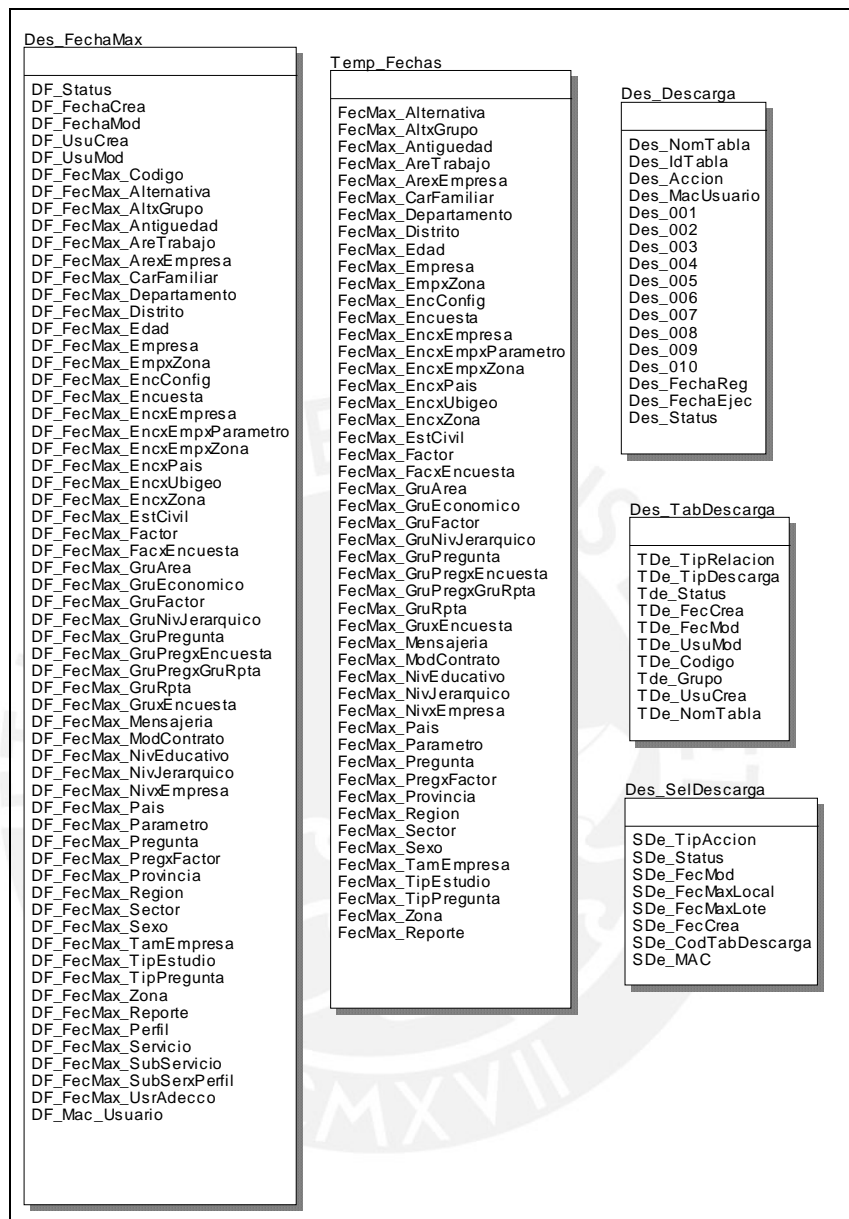 Des_FechaMax
DF_Status
DF_FechaCrea
DF_FechaMod
DF_UsuCrea
DF_UsuMod
DF_FecMax_Codigo
DF_FecMax_Alternativa
DF_FecMax_AltxGrupo
DF_FecMax_Antiguedad
DF_FecMax_AreTrabajo
DF_FecMax_ArexEmpresa
DF_FecMax_CarFamiliar
DF_FecMax_Departamento
DF_FecMax_Distrito
DF_FecMax_Edad
DF_FecMax_Empresa
DF_FecMax_EmpxZona
DF_FecMax_EncConfig
DF_FecMax_Encuesta
DF_FecMax_EncxEmpresa
DF_FecMax_EncxEmpxParametro
DF_FecMax_EncxEmpxZona
DF_FecMax_EncxPais
DF_FecMax_EncxUbigeo
DF_FecMax_EncxZona
DF_FecMax_EstCivil
DF_FecMax_Factor
DF_FecMax_FacxEncuesta
DF_FecMax_GruArea
DF_FecMax_GruEconomico
DF_FecMax_GruFactor
DF_FecMax_GruNivJerarquico
DF_FecMax_GruPregunta
DF_FecMax_GruPregxEncuesta
DF_FecMax_GruPregxGruRpta
DF_FecMax_GruRpta
DF_FecMax_GruxEncuesta
DF_FecMax_Mensajeria
DF_FecMax_ModContrato
DF_FecMax_NivEducativo
DF_FecMax_NivJerarquico
DF_FecMax_NivxEmpresa
DF_FecMax_Pais
DF_FecMax_Parametro
DF_FecMax_Pregunta
DF_FecMax_PregxFactor
DF_FecMax_Provincia
DF_FecMax_Region
DF_FecMax_Sector
DF_FecMax_Sexo
DF_FecMax_TamEmpresa
DF_FecMax_TipEstudio
DF_FecMax_TipPregunta
DF_FecMax_Zona
DF_FecMax_Reporte
DF_FecMax_Perfil
DF_FecMax_Servicio
DF_FecMax_SubServicio
DF_FecMax_SubSerxPerfil
DF_FecMax_UsrAdecco
DF_Mac_Usuario
Temp_Fechas
FecMax_Alternativa
FecMax_AltxGrupo
FecMax_Antiguedad
FecMax_AreTrabajo
FecMax_ArexEmpresa
FecMax_CarFamiliar
FecMax_Departamento
FecMax_Distrito
FecMax_Edad
FecMax_Empresa
FecMax_EmpxZona
FecMax_EncConfig
FecMax_Encuesta
FecMax_EncxEmpresa
FecMax_EncxEmpxParametro
FecMax_EncxEmpxZona
FecMax_EncxPais
FecMax_EncxUbigeo
FecMax_EncxZona
FecMax_EstCivil
FecMax_Factor
FecMax_FacxEncuesta
FecMax_GruArea
FecMax_GruEconomico
FecMax_GruFactor
FecMax_GruNivJerarquico
FecMax_GruPregunta
FecMax_GruPregxEncuesta
FecMax_GruPregxGruRpta
FecMax_GruRpta
FecMax_GruxEncuesta
FecMax_Mensajeria
FecMax_ModContrato
FecMax_NivEducativo
FecMax_NivJerarquico
FecMax_NivxEmpresa
FecMax_Pais
FecMax_Parametro
FecMax_Pregunta
FecMax_PregxFactor
FecMax_Provincia
FecMax_Region
FecMax_Sector
FecMax_Sexo
FecMax_TamEmpresa
FecMax_TipEstudio
FecMax_TipPregunta
FecMax_Zona
FecMax_Reporte
Des_Descarga
Des_NomTabla
Des_IdTabla
Des_Accion
Des_MacUsuario
Des_001
Des_002
Des_003
Des_004
Des_005
Des_006
Des_007
Des_008
Des_009
Des_010
Des_FechaReg
Des_FechaEjec
Des_Status
Des_TabDescarga
TDe_TipRelacion
TDe_TipDescarga
Tde_Status
TDe_FecCrea
TDe_FecMod
TDe_UsuMod
TDe_Codigo
Tde_Grupo
TDe_UsuCrea
TDe_NomTabla
Des_SelDescarga
SDe_TipAccion
SDe_Status
SDe_FecMod
SDe_FecMaxLocal
SDe_FecMaxLote
SDe_FecCrea
SDe_CodTabDescarga
SDe_MAC